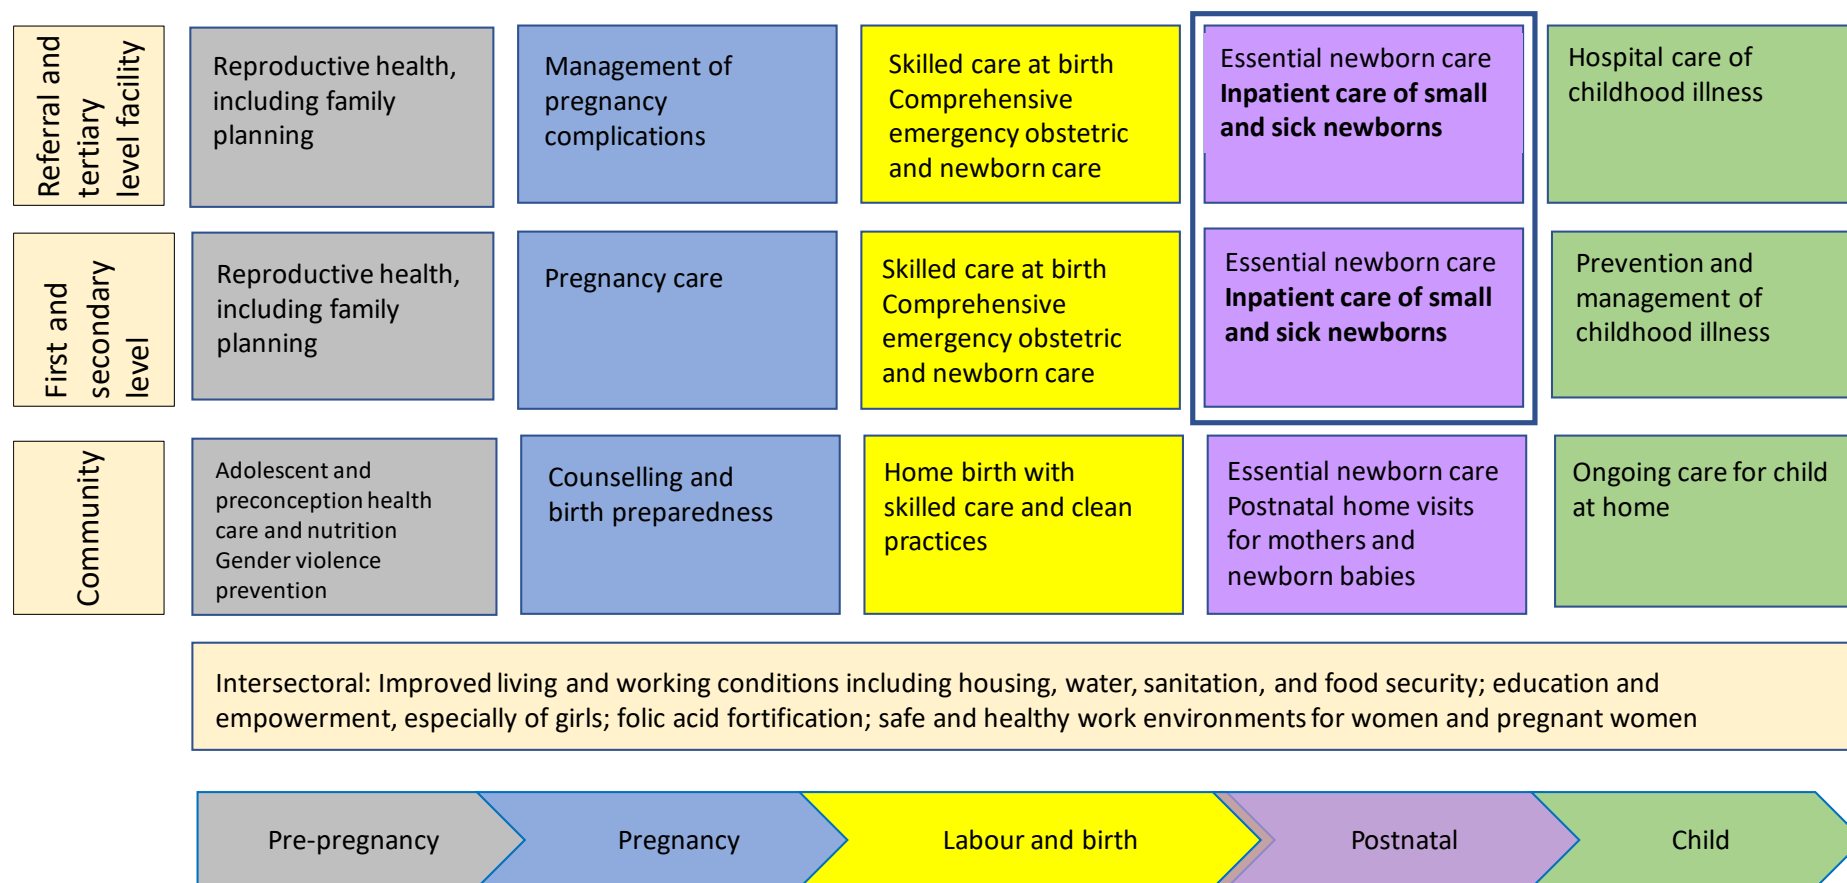 Referral and
tertiary
level facility
Reproductive health,
including family
planning
Management of
pregnancy
complications
Skilled care at birth
Comprehensive
emergency obstetric
and newborn care
Essential newborn care
Inpatient care of small
and sick newborns
Hospital care of
childhood illness
First and
secondary
level
Reproductive health,
including family
planning
Pregnancy care
Skilled care at birth
Comprehensive
emergency obstetric
and newborn care
Essential newborn care
Inpatient care of small
and sick newborns
Prevention and
management of
childhood illness
Community
Adolescent and
preconception health
care and nutrition
Gender violence
prevention
Counselling and
birth preparedness
Home birth with
skilled care and clean
practices
Essential newborn care
Postnatal home visits
for mothers and
newborn babies
Ongoing care for child
at home
Intersectoral: Improved living and working conditions including housing, water, sanitation, and food security; education and
empowerment, especially of girls; folic acid fortification; safe and healthy work environments for women and pregnant women
Pre-pregnancy
Pregnancy
Labour and birth
Postnatal
Child